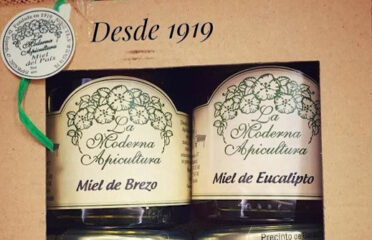 Desde 1919
La
Moderna
Apicultura
Miel
del País
La
Moderna
Apicultura
Miel de Brezo
La
Moderna
Apicultura
Miel de Eucalipto
Precinto de